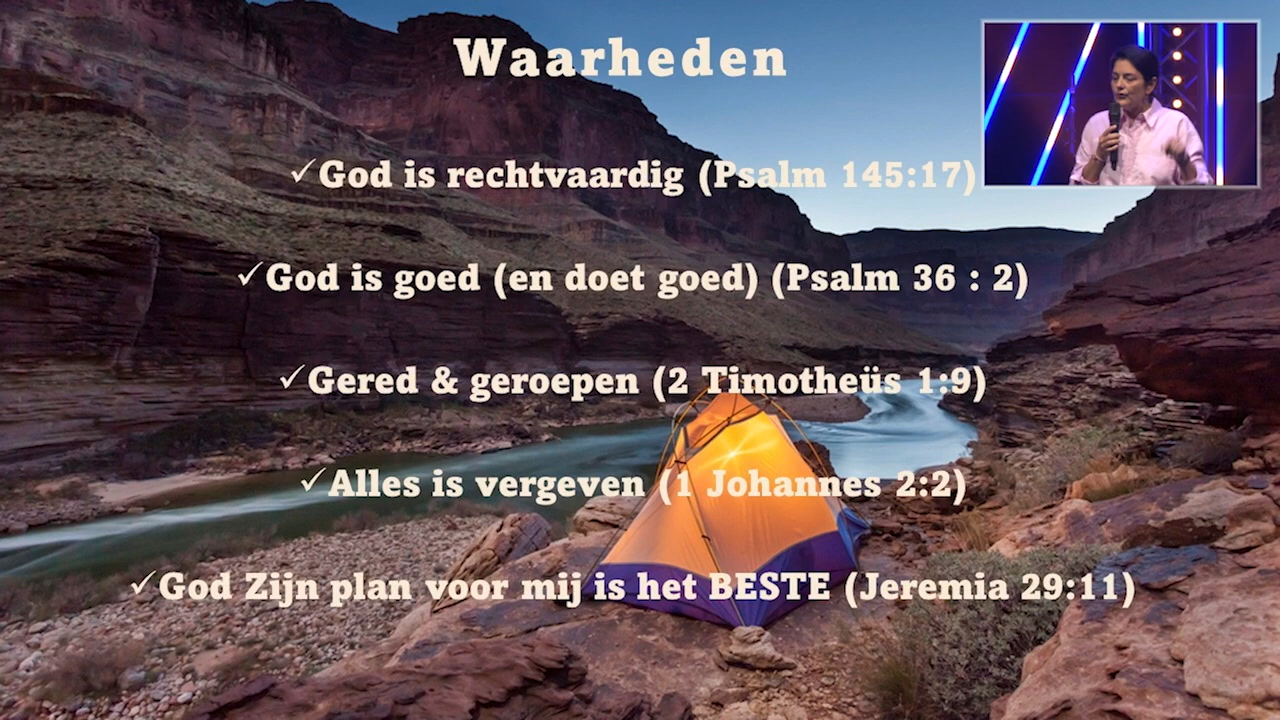 Waarheden
✓God is rechtvaardig (Psalm 145:17)
✓God is goed (en doet goed) (Psalm 36 : 2)
✓Gered & geroepen (2 Timotheüs 1:9)
✓Alles is vergeven (1 Johannes 2:2)
✓God Zijn plan voor mij is het BESTE (Jeremia 29:11)